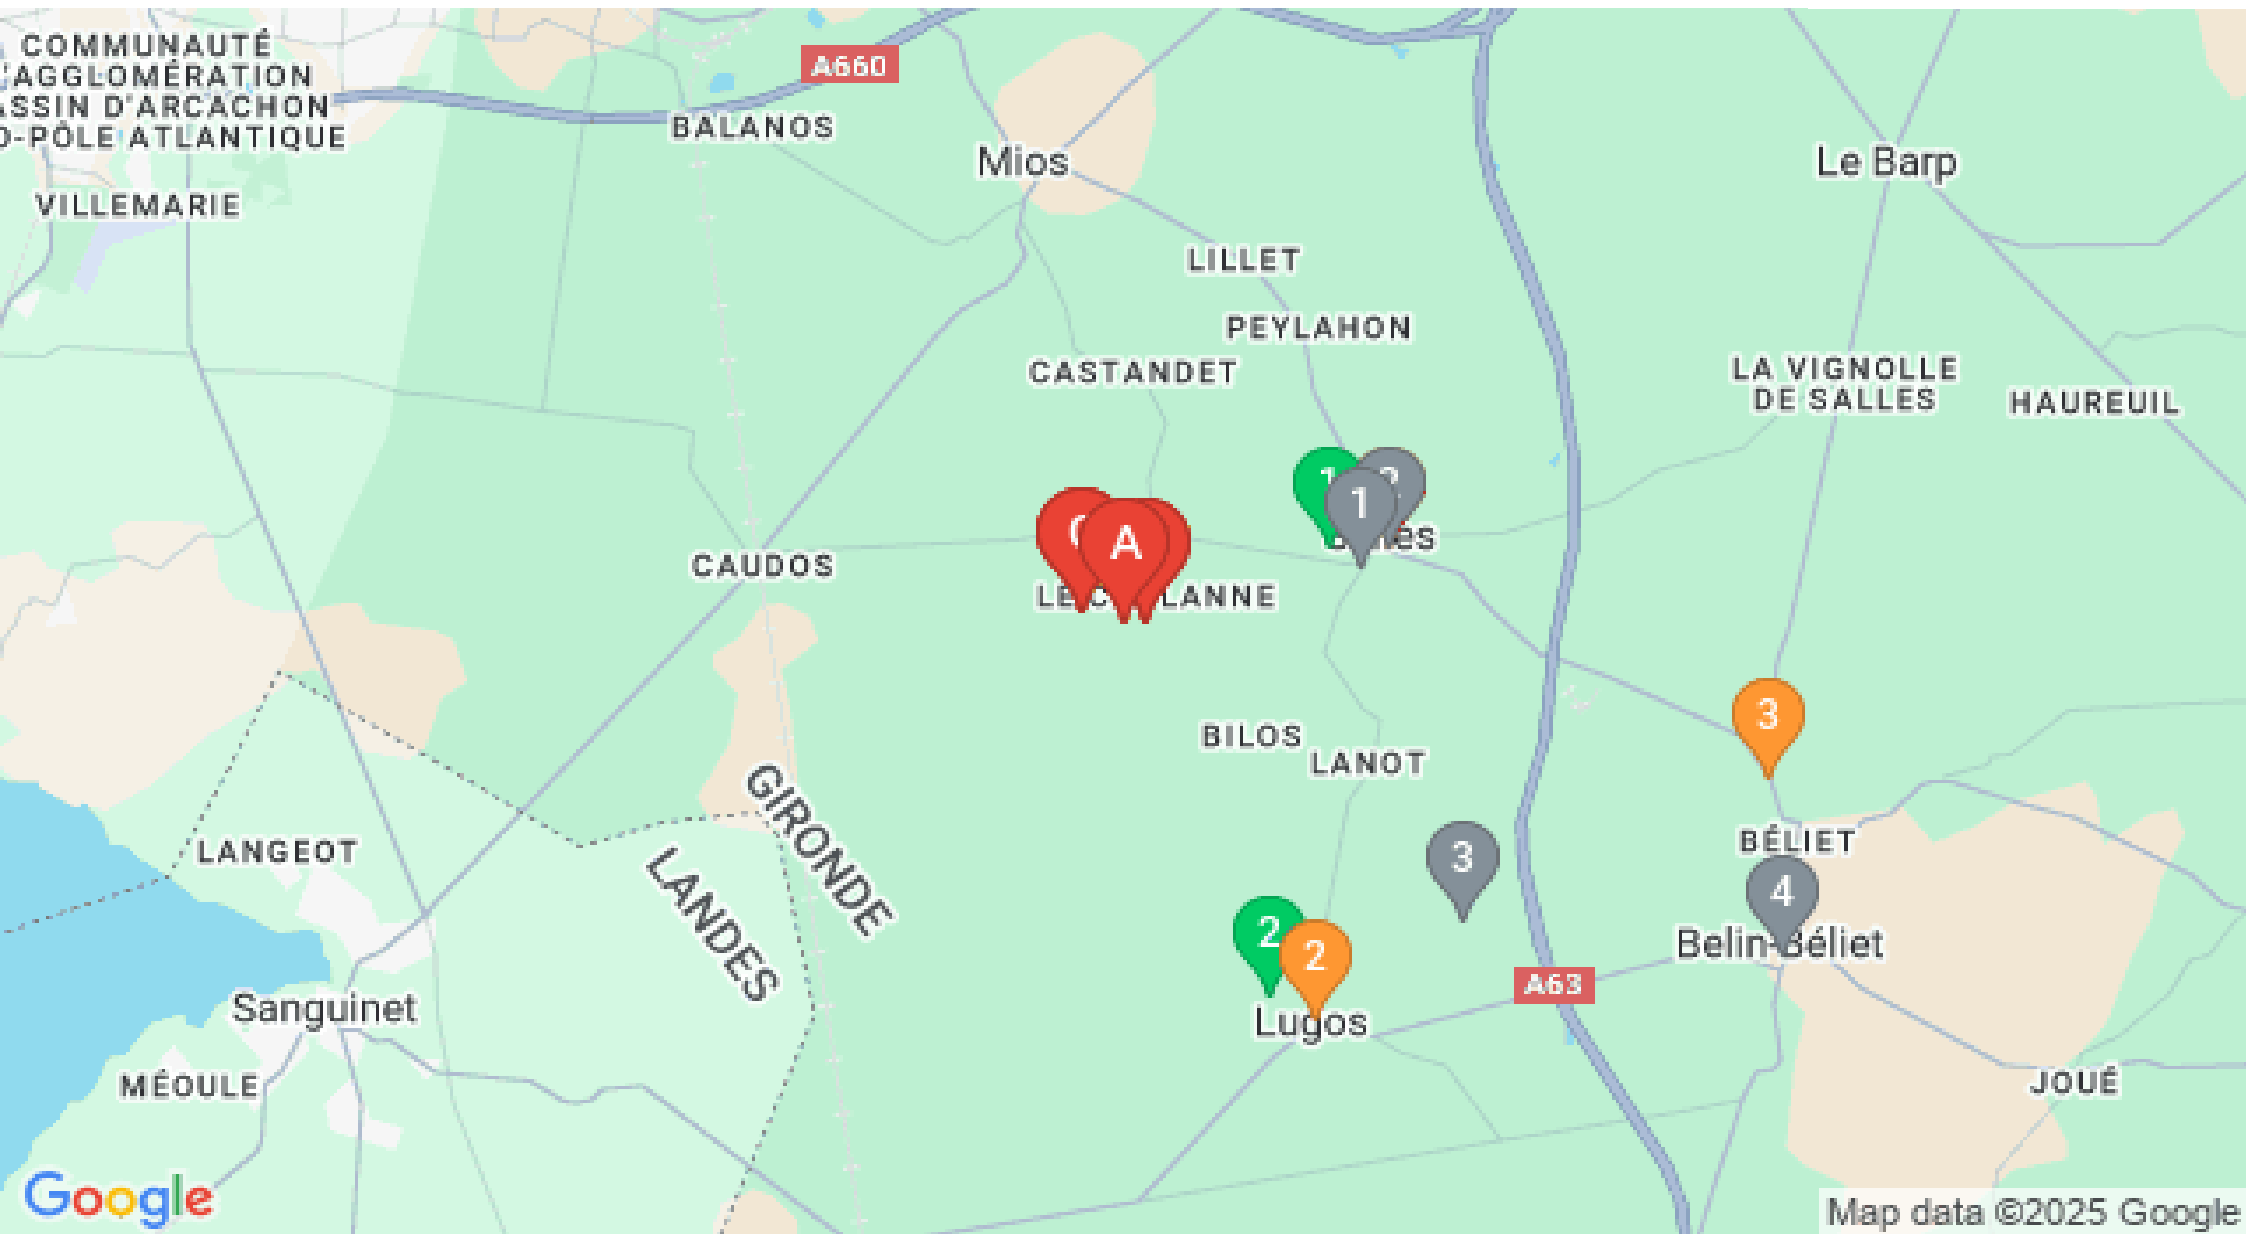 COMMUNAUTÉ
'AGGLOMÉRATION
ASSIN D'ARCACHON
-PÔLE ATLANTIQUE
VILLEMARIE
A660
BALANOS
Mios
Le Barp
LILLET
PEYLAHON
CASTANDET
LA VIGNOLLE
DE SALLES
HAUREUIL
1
2
1
A
CAUDOS
LANNE
3
BILOS
LANOT
GIRONDE
LANDES
LANGEOT
BÉLIET
3
4
Belin-Béliet
2
2
A63
Sanguinet
Lugos
MÉOULE
JOUÉ
Google
Map data ©2025 Google